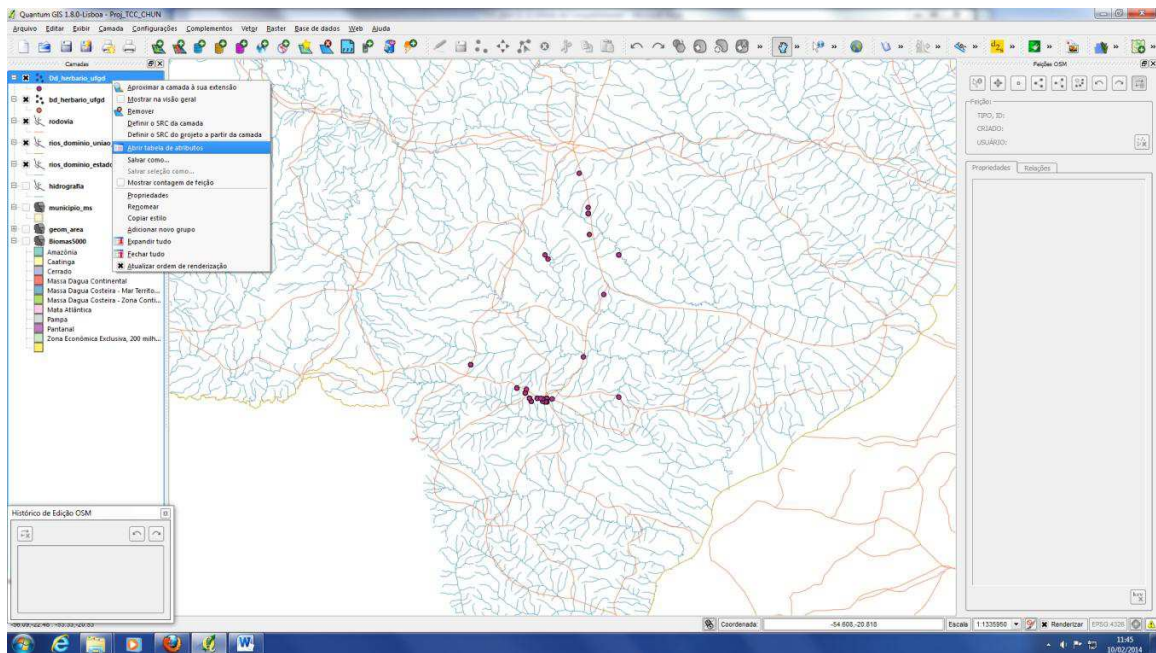 Quantum GIS 1.8.0-Lisboa - Proj_TCC_CHUN
Arquivo Editar Exibir Camada Configurações Complementos Vetor Raster Base de dados Web Ajuda
Camadas
Dd_herbario_ufgd
bd_herbario_ufgd
rodovia
rios_dominio_uniao
rios_dominio_estado
hidrografia
municipio_ms
geom_area
Biomas5000
Amazônia
Caatinga
Cerrado
Massa Dagua Continental
Massa Dagua Costeira - Mar Territo...
Massa Dagua Costeira - Zona Conti...
Mata Atlântica
Pampa
Pantanal
Zona Econômica Exclusiva, 200 milh...
Aproximar a camada à sua extensão
Mostrar na visão geral
Remover
Definir o SRC da camada
Definir o SRC do projeto a partir da camada
Abrir tabela de atributos
Salvar como...
Salvar seleção como...
Mostrar contagem de feição
Propriedades
Renomear
Copiar estilo
Adicionar novo grupo
Expandir tudo
Fechar tudo
Atualizar ordem de renderização
Feições OSM
Feição:
TIPO, ID:
CRIADO:
USUÁRIO:
Propriedades Relações
Histórico de Edição OSM
Coordenada: -54.608,-20.818 Escala 1:1335950 Renderizar EPSG:4326
11:45
10/02/2014